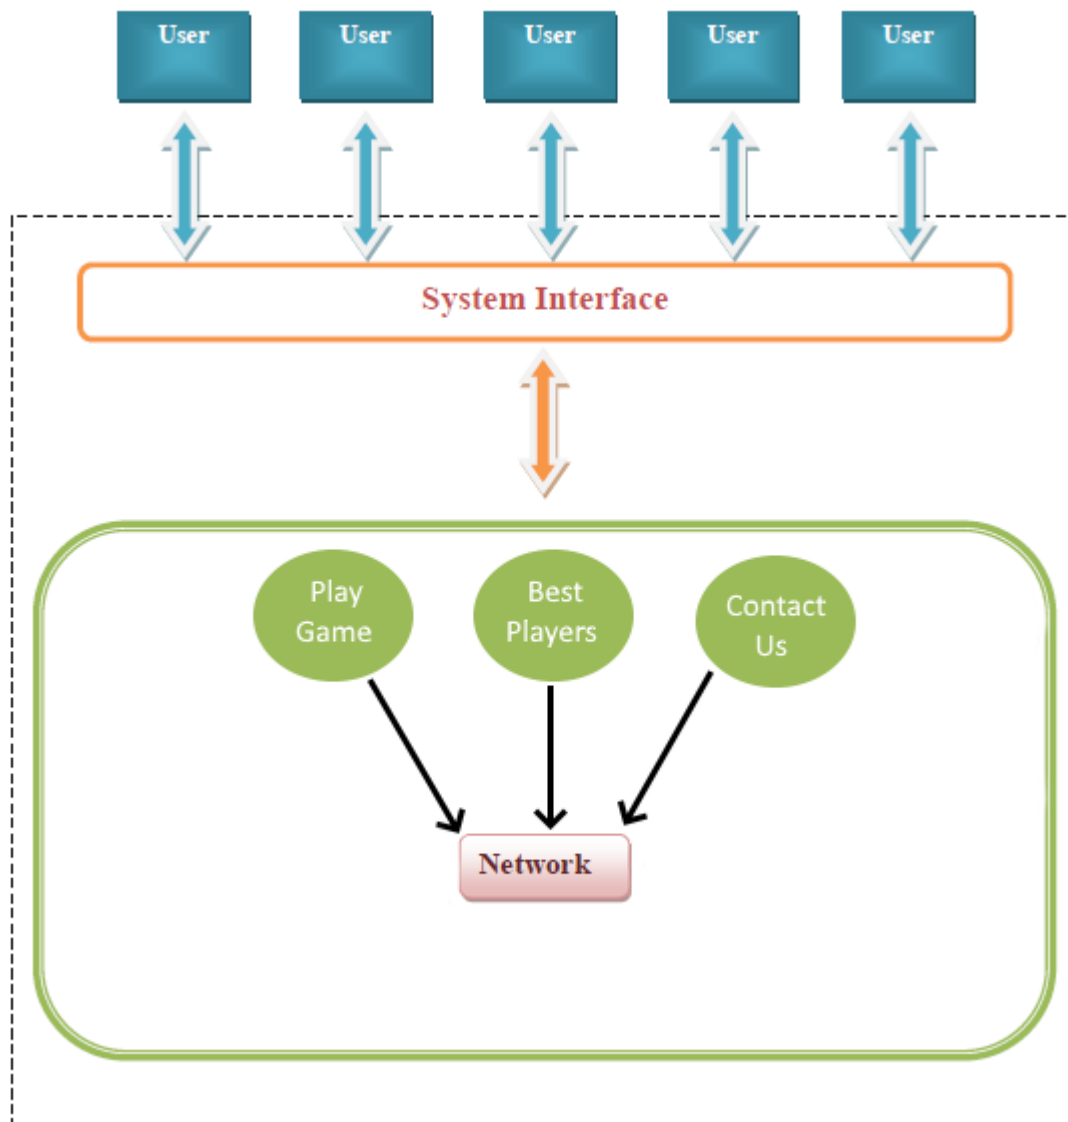 User User User User User
System Interface
Play
Game
Best
Players
Contact
Us
Network